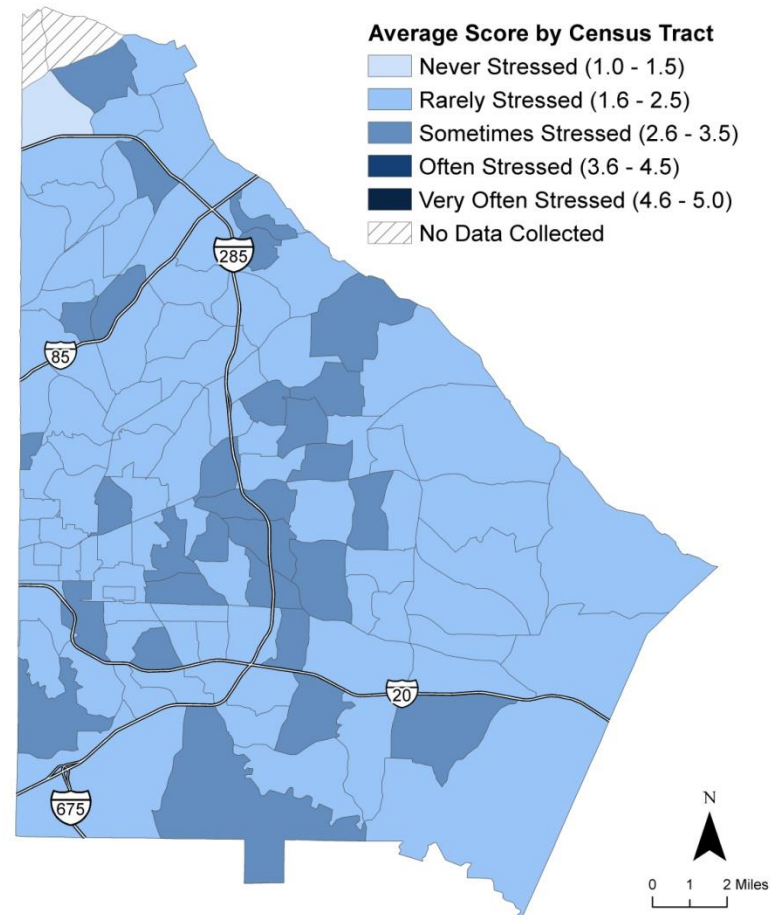 Average Score by Census Tract
Never Stressed (1.0 - 1.5)
Rarely Stressed (1.6 - 2.5)
Sometimes Stressed (2.6 - 3.5)
Often Stressed (3.6 - 4.5)
Very Often Stressed (4.6 - 5.0)
No Data Collected
285
85
20
675
N
0 1 2 Miles